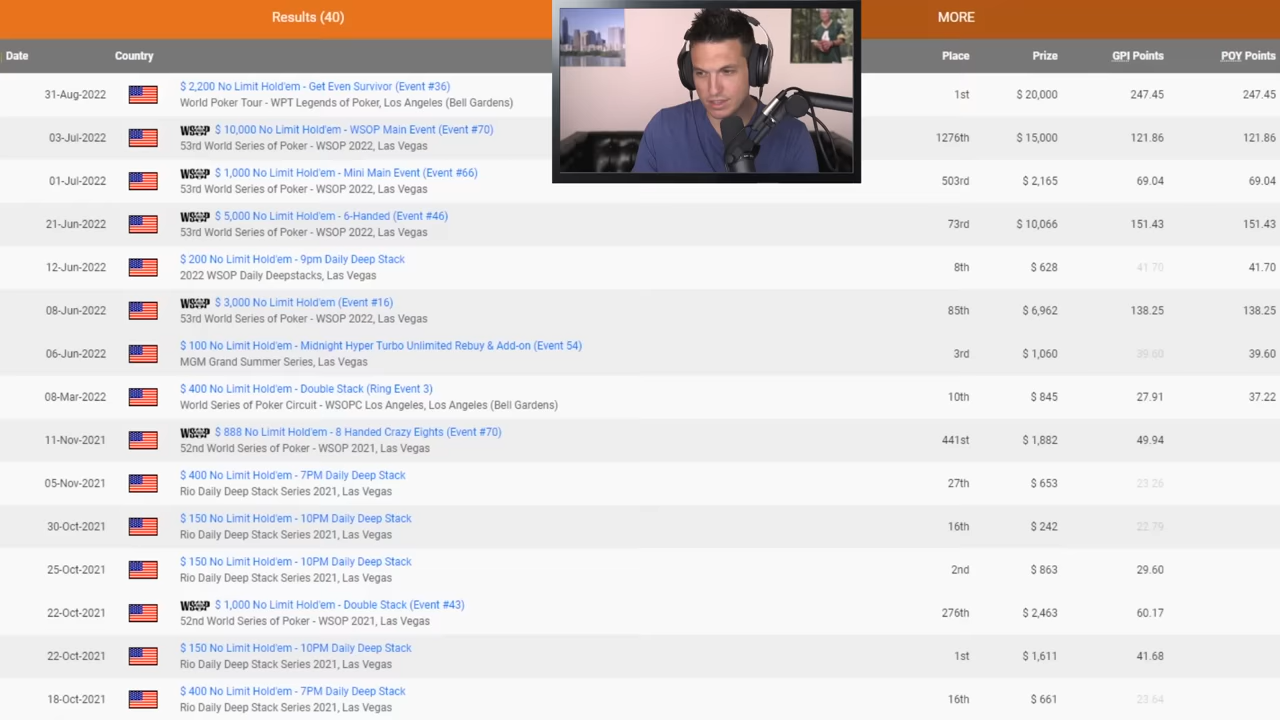 Results (40)
MORE
Date
Country
Place
Prize
GPI Points
POY Points
31-Aug-2022
$ 2,200 No Limit Hold'em - Get Even Survivor (Event #36)
World Poker Tour - WPT Legends of Poker, Los Angeles (Bell Gardens)
1st
$ 20,000
247.45
247.45
03-Jul-2022
WSOP $ 10,000 No Limit Hold'em - WSOP Main Event (Event #70)
53rd World Series of Poker - WSOP 2022, Las Vegas
1276th
$ 15,000
121.86
121.86
01-Jul-2022
WSOP $ 1,000 No Limit Hold'em - Mini Main Event (Event #66)
53rd World Series of Poker - WSOP 2022, Las Vegas
503rd
$ 2,165
69.04
69.04
21-Jun-2022
WSOP $ 5,000 No Limit Hold'em - 6-Handed (Event #46)
53rd World Series of Poker - WSOP 2022, Las Vegas
73rd
$ 10,066
151.43
151.43
12-Jun-2022
$ 200 No Limit Hold'em - 9pm Daily Deep Stack
2022 WSOP Daily Deepstacks, Las Vegas
8th
$ 628
41.70
41.70
08-Jun-2022
WSOP $ 3,000 No Limit Hold'em (Event #16)
53rd World Series of Poker - WSOP 2022, Las Vegas
85th
$ 6,962
138.25
138.25
06-Jun-2022
$ 100 No Limit Hold'em - Midnight Hyper Turbo Unlimited Rebuy & Add-on (Event 54)
MGM Grand Summer Series, Las Vegas
3rd
$ 1,060
39.60
39.60
08-Mar-2022
$ 400 No Limit Hold'em - Double Stack (Ring Event 3)
World Series of Poker Circuit - WSOPC Los Angeles, Los Angeles (Bell Gardens)
10th
$ 845
27.91
37.22
11-Nov-2021
WSOP $ 888 No Limit Hold'em - 8 Handed Crazy Eights (Event #70)
52nd World Series of Poker - WSOP 2021, Las Vegas
441st
$ 1,882
49.94
05-Nov-2021
$ 400 No Limit Hold'em - 7PM Daily Deep Stack
Rio Daily Deep Stack Series 2021, Las Vegas
27th
$ 653
23.26
30-Oct-2021
$ 150 No Limit Hold'em - 10PM Daily Deep Stack
Rio Daily Deep Stack Series 2021, Las Vegas
16th
$ 242
22.79
25-Oct-2021
$ 150 No Limit Hold'em - 10PM Daily Deep Stack
Rio Daily Deep Stack Series 2021, Las Vegas
2nd
$ 863
29.60
22-Oct-2021
WSOP $ 1,000 No Limit Hold'em - Double Stack (Event #43)
52nd World Series of Poker - WSOP 2021, Las Vegas
276th
$ 2,463
60.17
22-Oct-2021
$ 150 No Limit Hold'em - 10PM Daily Deep Stack
Rio Daily Deep Stack Series 2021, Las Vegas
1st
$ 1,611
41.68
18-Oct-2021
$ 400 No Limit Hold'em - 7PM Daily Deep Stack
Rio Daily Deep Stack Series 2021, Las Vegas
16th
$ 661
23.64